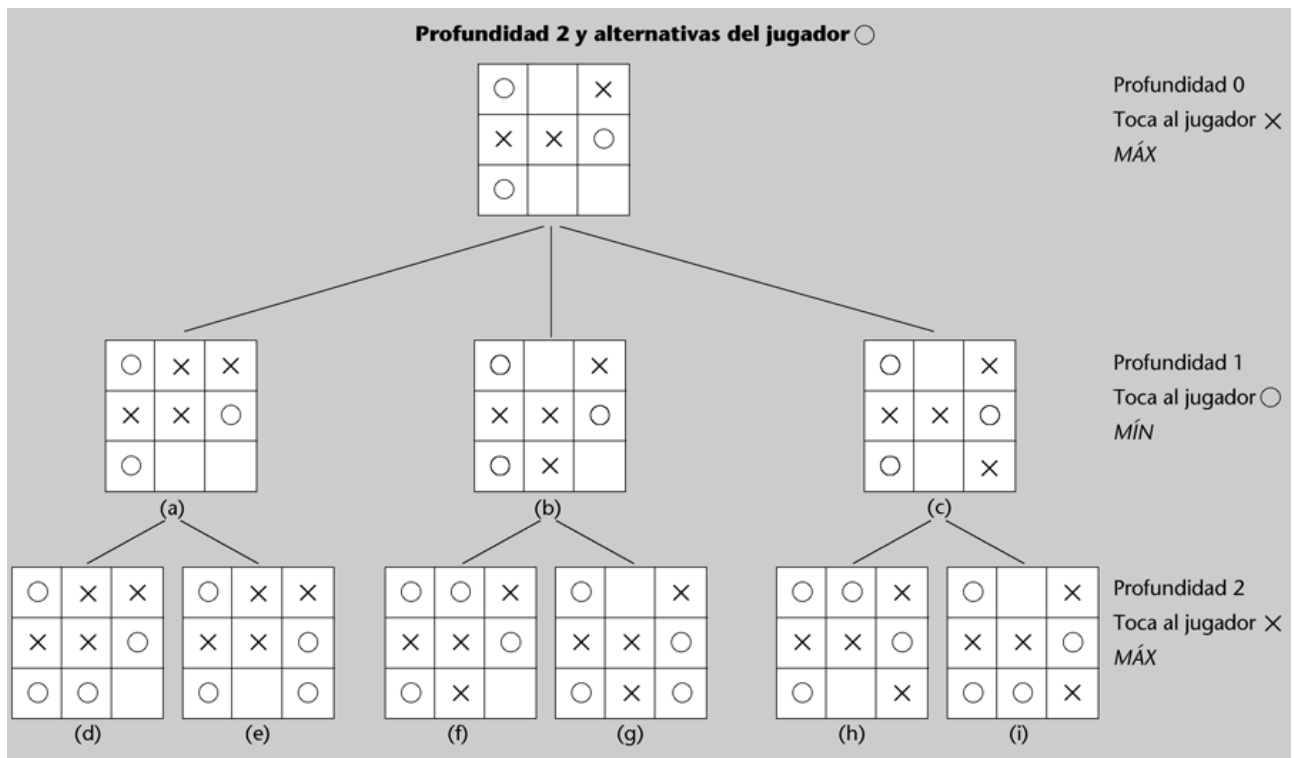 Profundidad 2 y alternativas del jugador ○
○ ×
× × ○
○
Profundidad 0
Toca al jugador ×
MÁX
○ × ×
× × ○
○
(a)
○ ×
× × ○
○ ×
(b)
○ ×
× × ○
○ ×
(c)
Profundidad 1
Toca al jugador ○
MÍN
○ × ×
× × ○
○ ○
(d)
○ × ×
× × ○
○ ○
(e)
○ ○ ×
× × ○
○ ×
(f)
○ ×
× × ○
○ × ○
(g)
○ ○ ×
× × ○
○ ×
(h)
○ ×
× × ○
○ ○ ×
(i)
Profundidad 2
Toca al jugador ×
MÁX